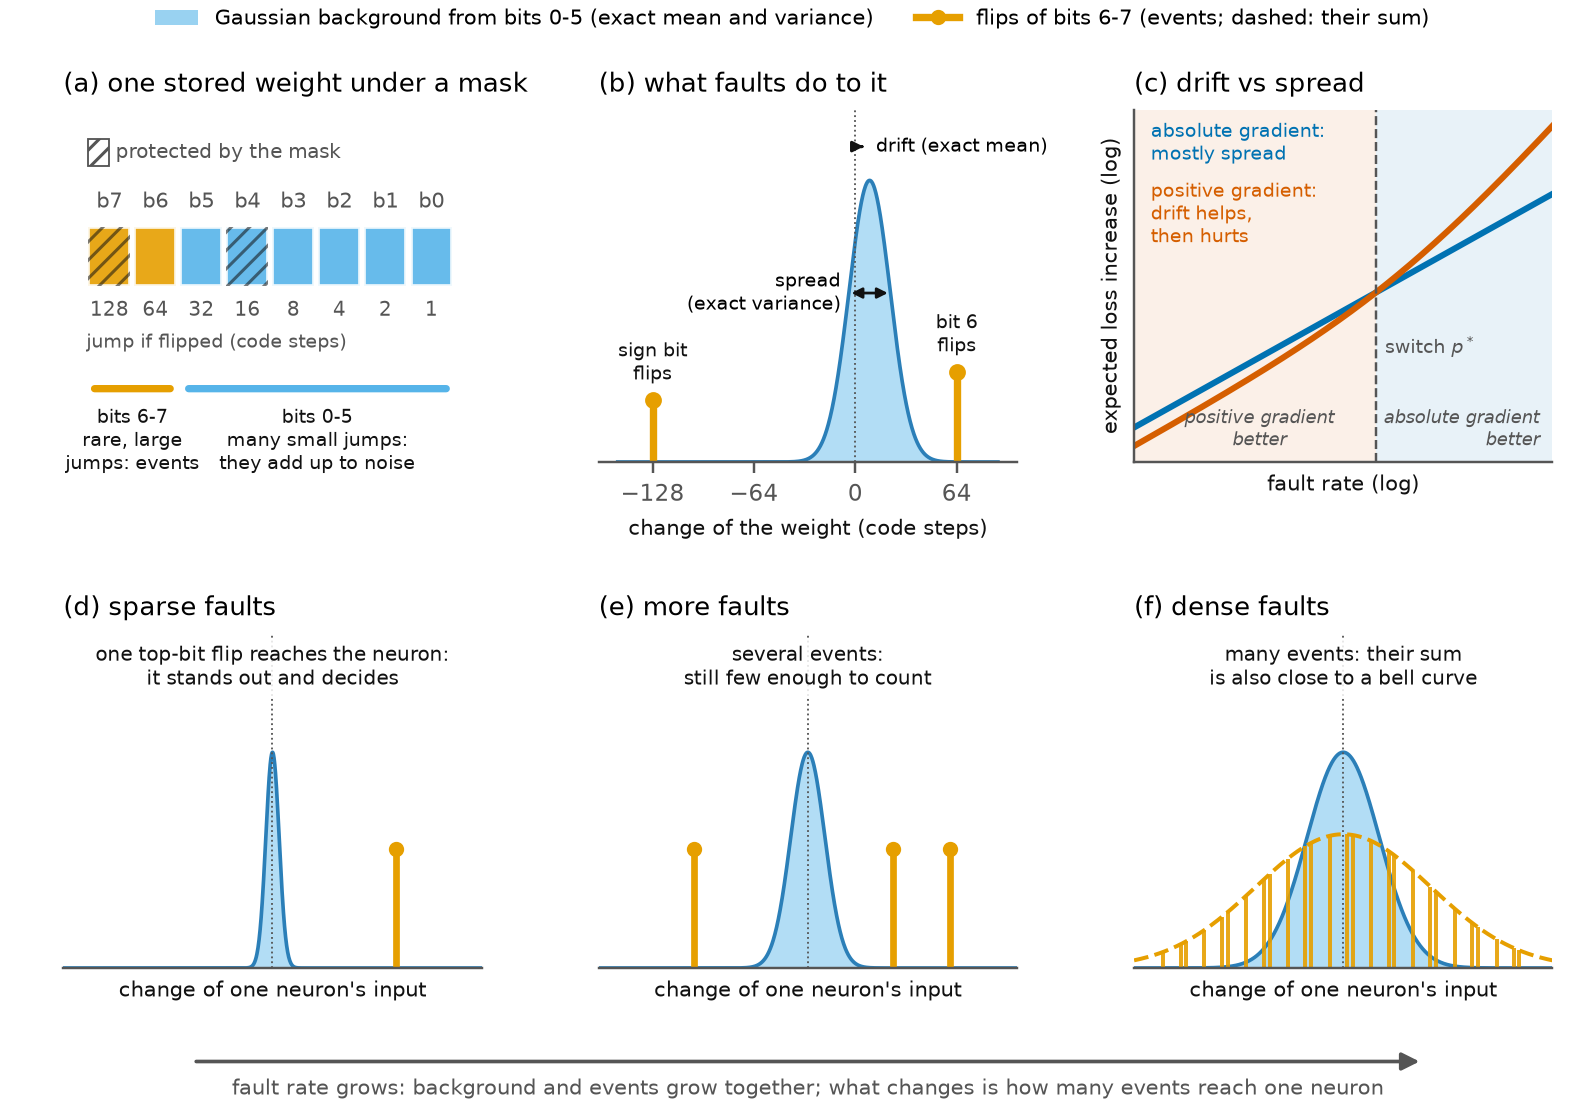 Gaussian background from bits 0-5 (exact mean and variance)
flips of bits 6-7 (events; dashed: their sum)
(a) one stored weight under a mask
protected by the mask
b7 b6 b5 b4 b3 b2 b1 b0
128 64 32 16 8 4 2 1
jump if flipped (code steps)
bits 6-7
rare, large
jumps: events
bits 0-5
many small jumps:
they add up to noise
(b) what faults do to it
drift (exact mean)
spread
(exact variance)
bit 6
flips
sign bit
flips
−128 −64 0 64
change of the weight (code steps)
(c) drift vs spread
expected loss increase (log)
absolute gradient:
mostly spread
positive gradient:
drift helps,
then hurts
switch p*
positive gradient
better
absolute gradient
better
fault rate (log)
(d) sparse faults
one top-bit flip reaches the neuron:
it stands out and decides
change of one neuron's input
(e) more faults
several events:
still few enough to count
change of one neuron's input
(f) dense faults
many events: their sum
is also close to a bell curve
change of one neuron's input
fault rate grows: background and events grow together; what changes is how many events reach one neuron